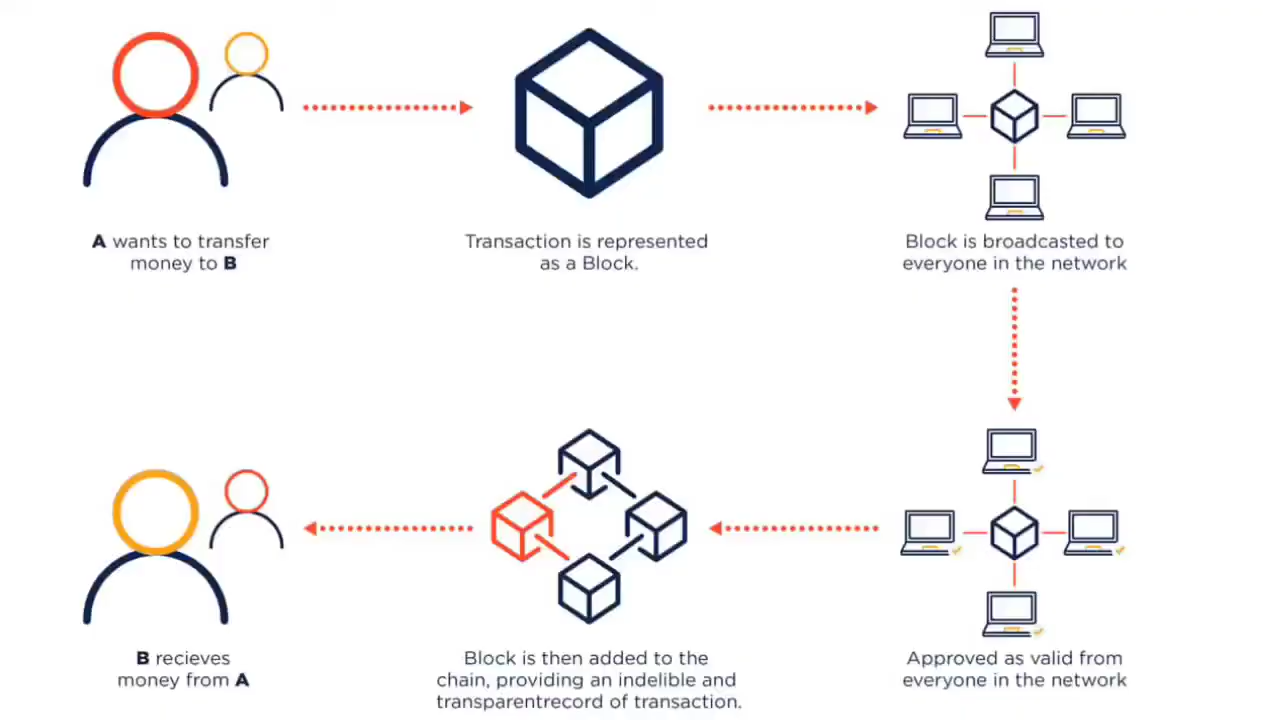 A wants to transfer
money to B
Transaction is represented
as a Block.
Block is broadcasted to
everyone in the network
B recieves
money from A
Block is then added to the
chain, providing an indelible and
transparentrecord of transaction.
Approved as valid from
everyone in the network